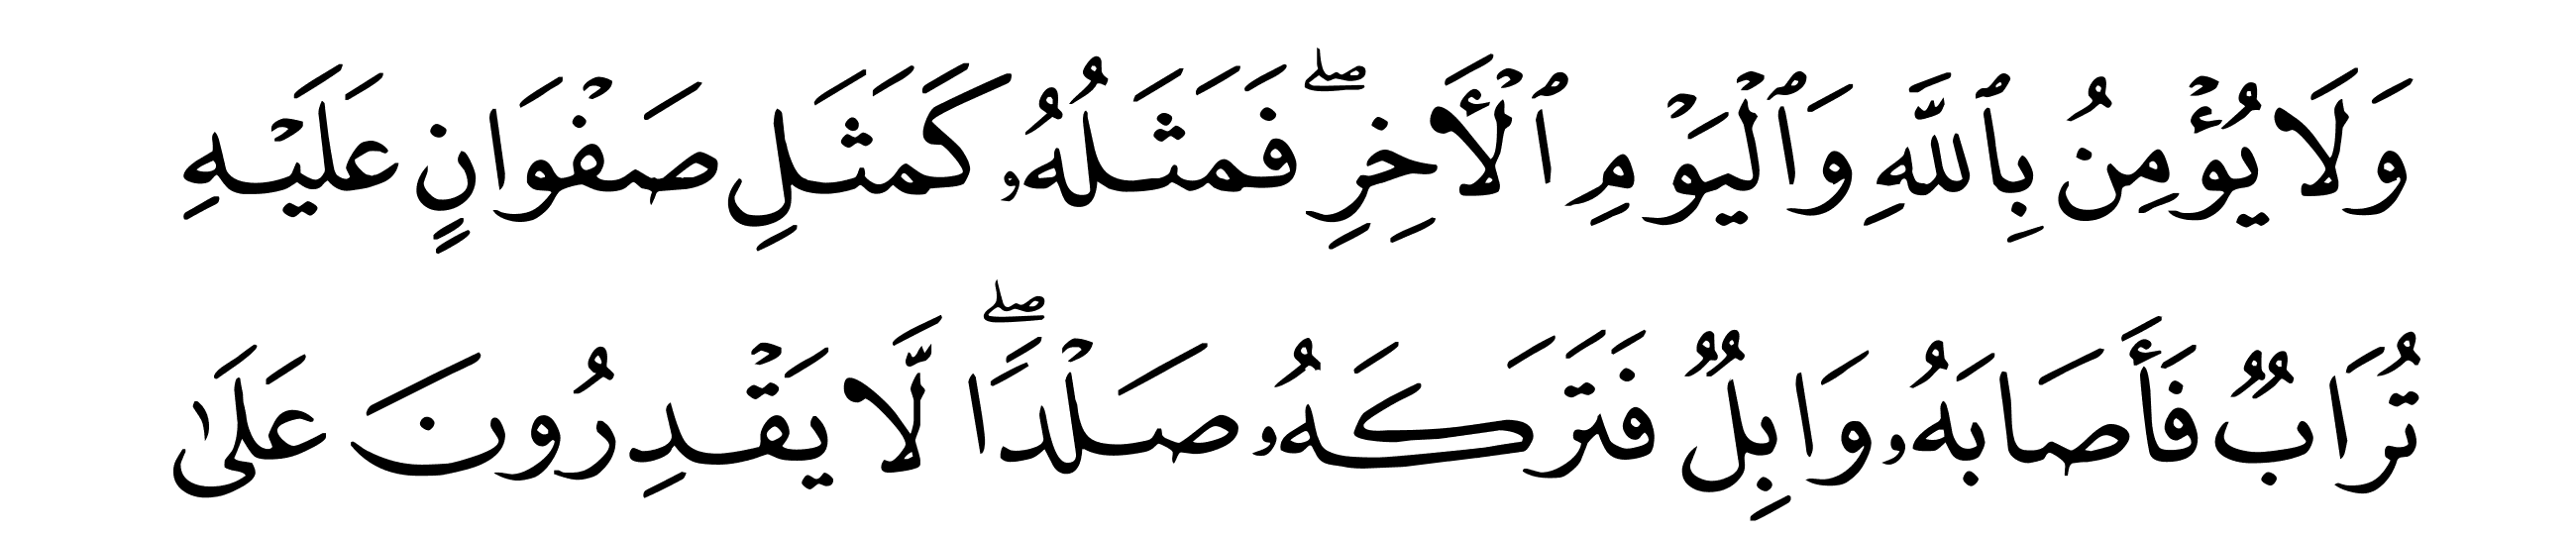 وَلَا يُؤۡمِنُ بِٱللَّهِ وَٱلۡيَوۡمِ ٱلۡأَخِرِۖ فَمَثَلُهُۥ كَمَثَلِ صَفۡوَانٍ عَلَيۡهِ
تُرَابٌ فَأَصَابَهُۥ وَابِلٌ فَتَرَكَهُۥ صَلۡدًاۖ لَّا يَقۡدِرُونَ عَلَىٰ